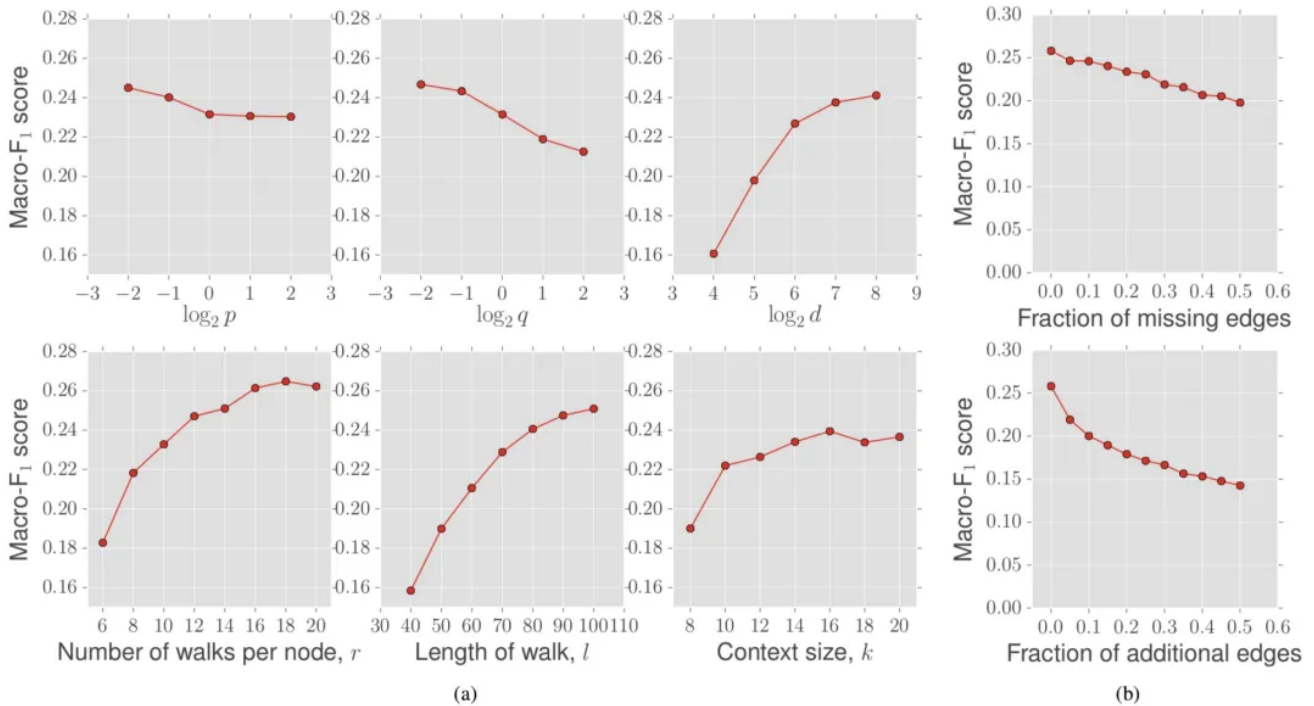 0.28
0.26
0.24
0.22
0.20
0.18
0.16
Macro-F₁ score
−3 −2 −1 0 1 2 3
log₂ p
0.28
0.26
0.24
0.22
0.20
0.18
0.16
−3 −2 −1 0 1 2 3
log₂ q
0.28
0.26
0.24
0.22
0.20
0.18
0.16
3 4 5 6 7 8 9
log₂ d
0.30
0.25
0.20
0.15
0.10
0.05
0.00
Macro-F₁ score
0.0 0.1 0.2 0.3 0.4 0.5 0.6
Fraction of missing edges
0.28
0.26
0.24
0.22
0.20
0.18
0.16
Macro-F₁ score
6 8 10 12 14 16 18 20
Number of walks per node, r
0.28
0.26
0.24
0.22
0.20
0.18
0.16
30 40 50 60 70 80 90 100110
Length of walk, l
0.28
0.26
0.24
0.22
0.20
0.18
0.16
8 10 12 14 16 18 20
Context size, k
0.30
0.25
0.20
0.15
0.10
0.05
0.00
Macro-F₁ score
0.0 0.1 0.2 0.3 0.4 0.5 0.6
Fraction of additional edges
(a)
(b)